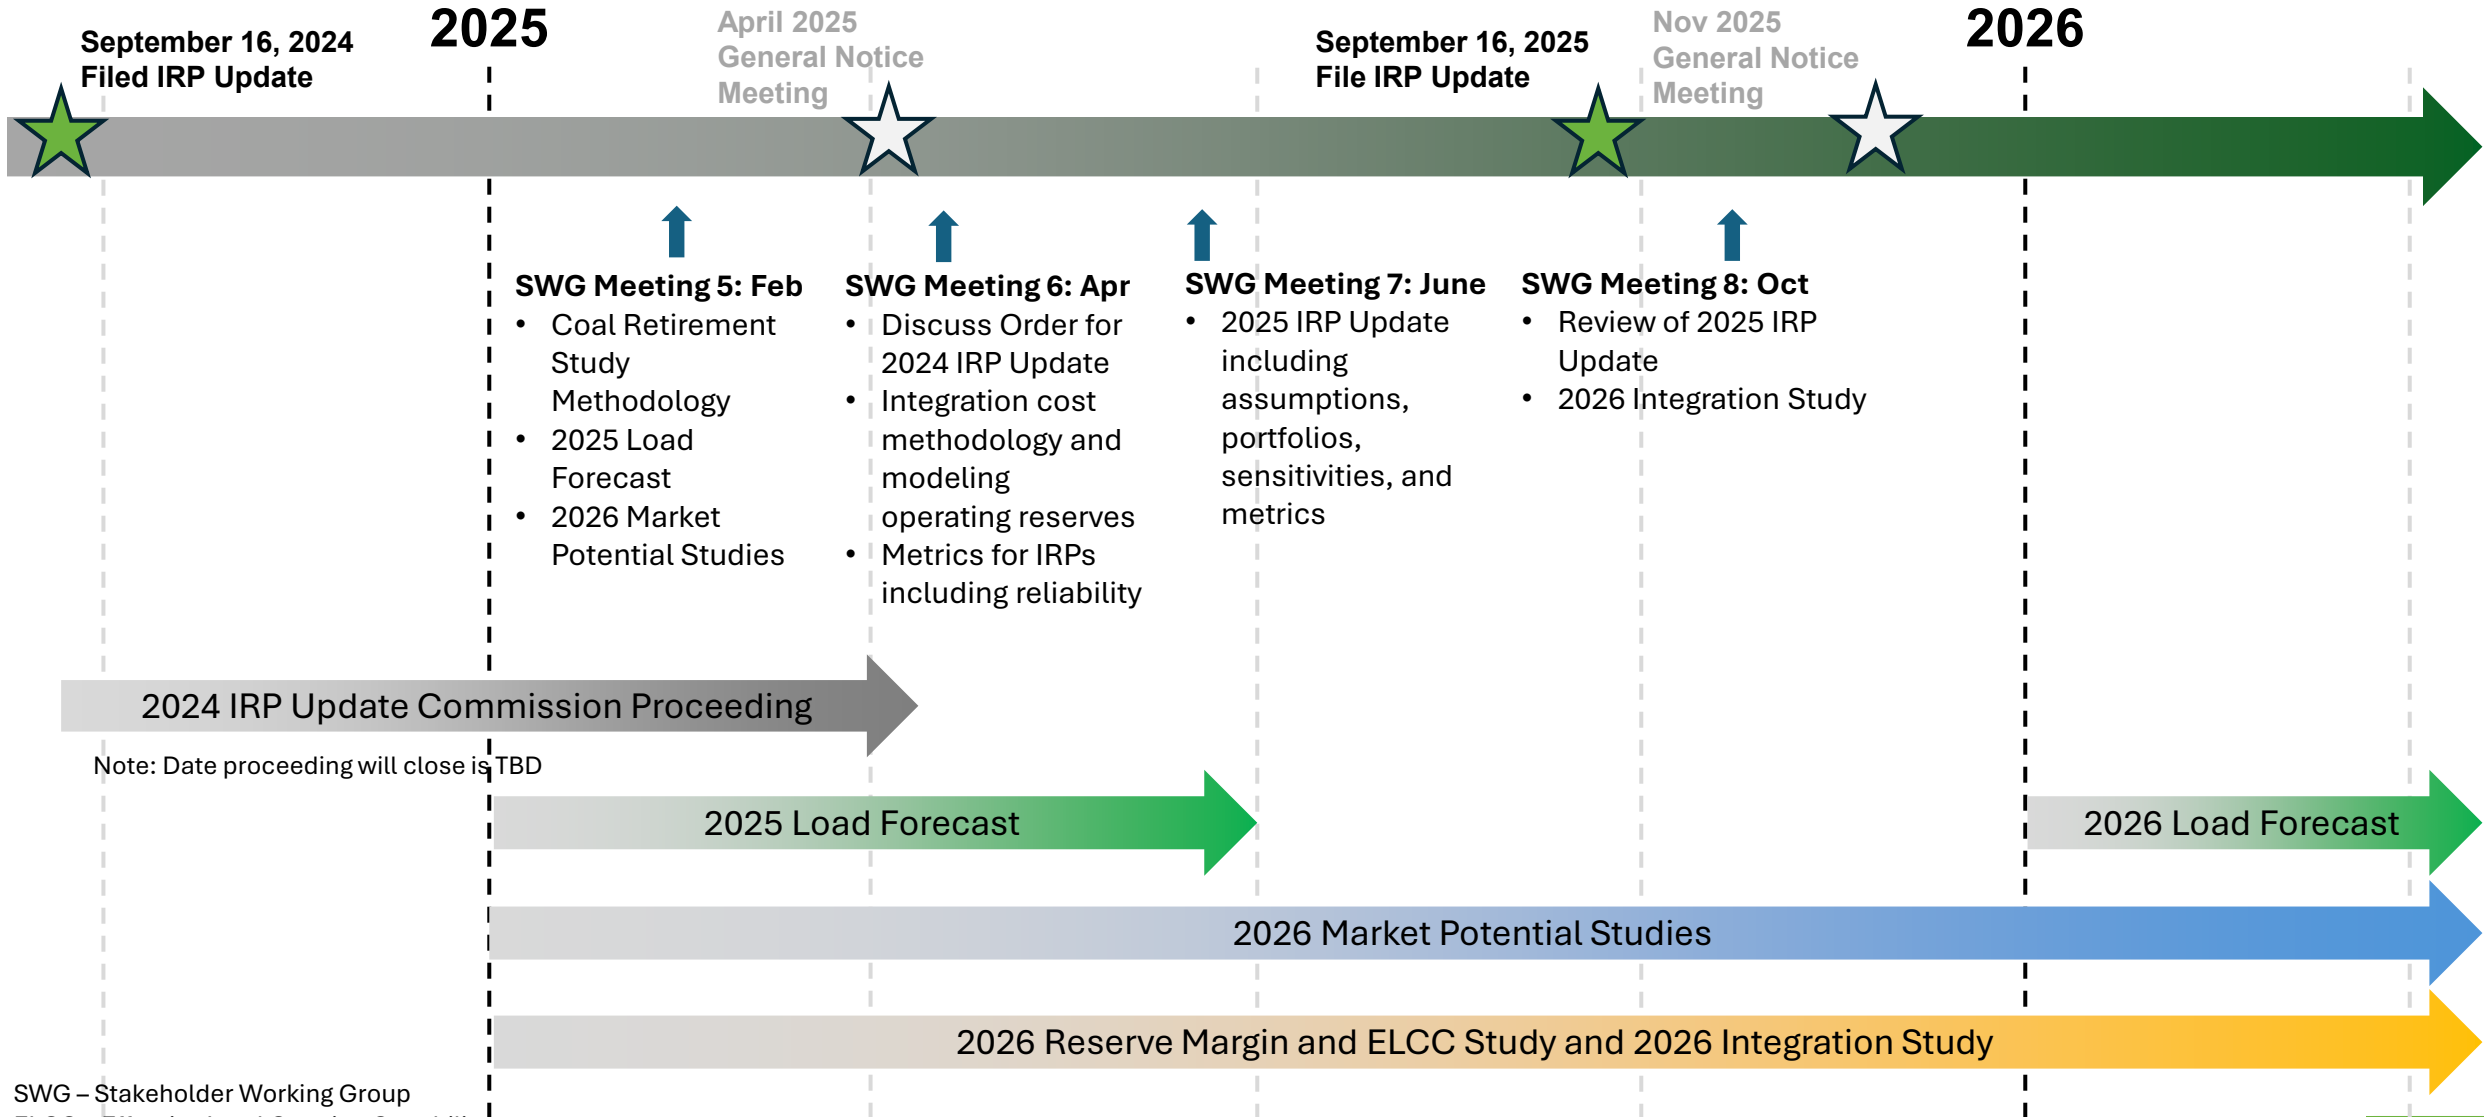 September 16, 2024
Filed IRP Update
2025
April 2025
General Notice
Meeting
September 16, 2025
File IRP Update
Nov 2025
General Notice
Meeting
2026
SWG Meeting 5: Feb
• Coal Retirement
Study
Methodology
• 2025 Load
Forecast
• 2026 Market
Potential Studies
SWG Meeting 6: Apr
• Discuss Order for
2024 IRP Update
• Integration cost
methodology and
modeling
operating reserves
• Metrics for IRPs
including reliability
SWG Meeting 7: June
• 2025 IRP Update
including
assumptions,
portfolios,
sensitivities, and
metrics
SWG Meeting 8: Oct
• Review of 2025 IRP
Update
• 2026 Integration Study
2024 IRP Update Commission Proceeding
Note: Date proceeding will close is TBD
2025 Load Forecast
2026 Load Forecast
2026 Market Potential Studies
2026 Reserve Margin and ELCC Study and 2026 Integration Study
SWG – Stakeholder Working Group